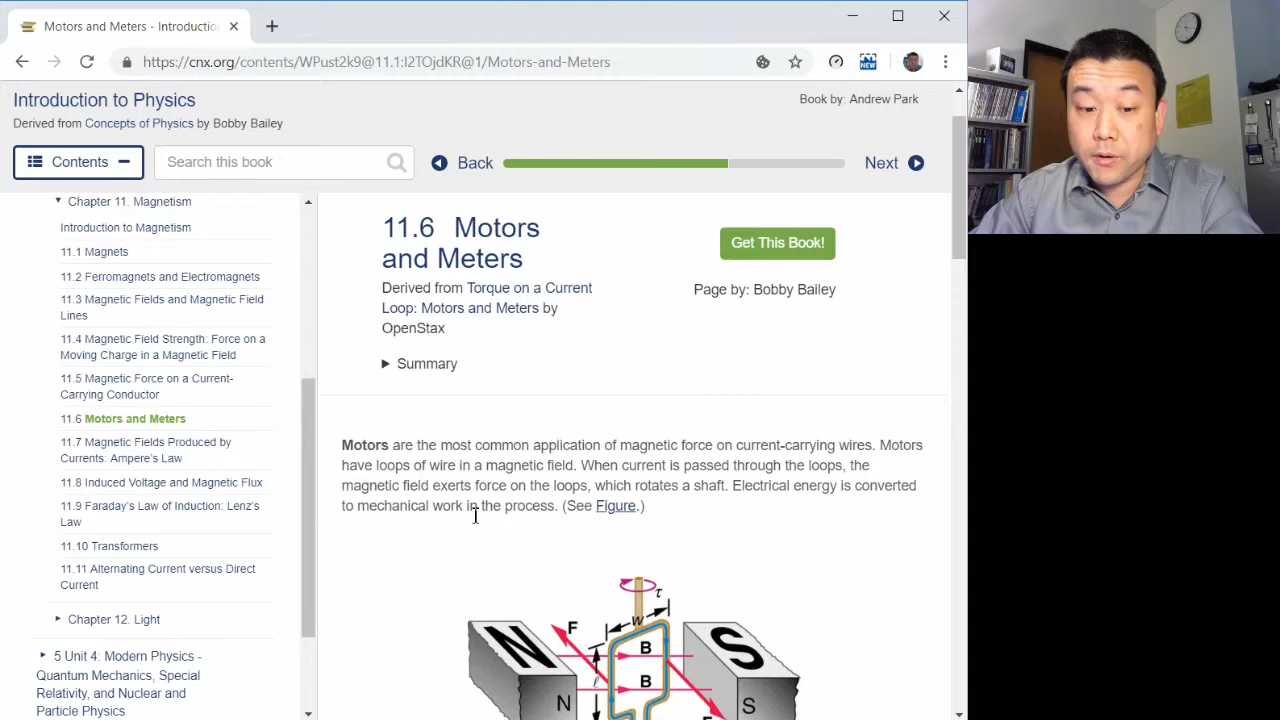 Motors and Meters - Introductio
https://cnx.org/contents/WPust2k9@11.1:l2TOjdKR@1/Motors-and-Meters
NEW
Introduction to Physics
Book by: Andrew Park
Derived from Concepts of Physics by Bobby Bailey
Contents
Search this book
Back
Next
Chapter 11. Magnetism
Introduction to Magnetism
11.1 Magnets
11.2 Ferromagnets and Electromagnets
11.3 Magnetic Fields and Magnetic Field
Lines
11.4 Magnetic Field Strength: Force on a
Moving Charge in a Magnetic Field
11.5 Magnetic Force on a Current-
Carrying Conductor
11.6 Motors and Meters
11.7 Magnetic Fields Produced by
Currents: Ampere's Law
11.8 Induced Voltage and Magnetic Flux
11.9 Faraday's Law of Induction: Lenz's
Law
11.10 Transformers
11.11 Alternating Current versus Direct
Current
Chapter 12. Light
5 Unit 4: Modern Physics -
Quantum Mechanics, Special
Relativity, and Nuclear and
Particle Physics
11.6 Motors
and Meters
Get This Book!
Derived from Torque on a Current
Loop: Motors and Meters by
OpenStax
Page by: Bobby Bailey
Summary
Motors are the most common application of magnetic force on current-carrying wires. Motors
have loops of wire in a magnetic field. When current is passed through the loops, the
magnetic field exerts force on the loops, which rotates a shaft. Electrical energy is converted
to mechanical work in the process. (See Figure.)
τ
w
F
N
B
S
ℓ
B
N
S
F